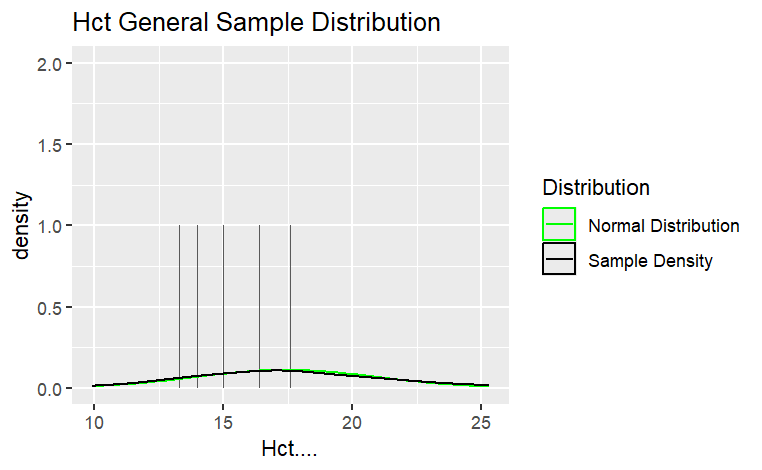 Hct General Sample Distribution
density
2.0
1.5
1.0
0.5
0.0
10 15 20 25
Hct....
Distribution
Normal Distribution
Sample Density